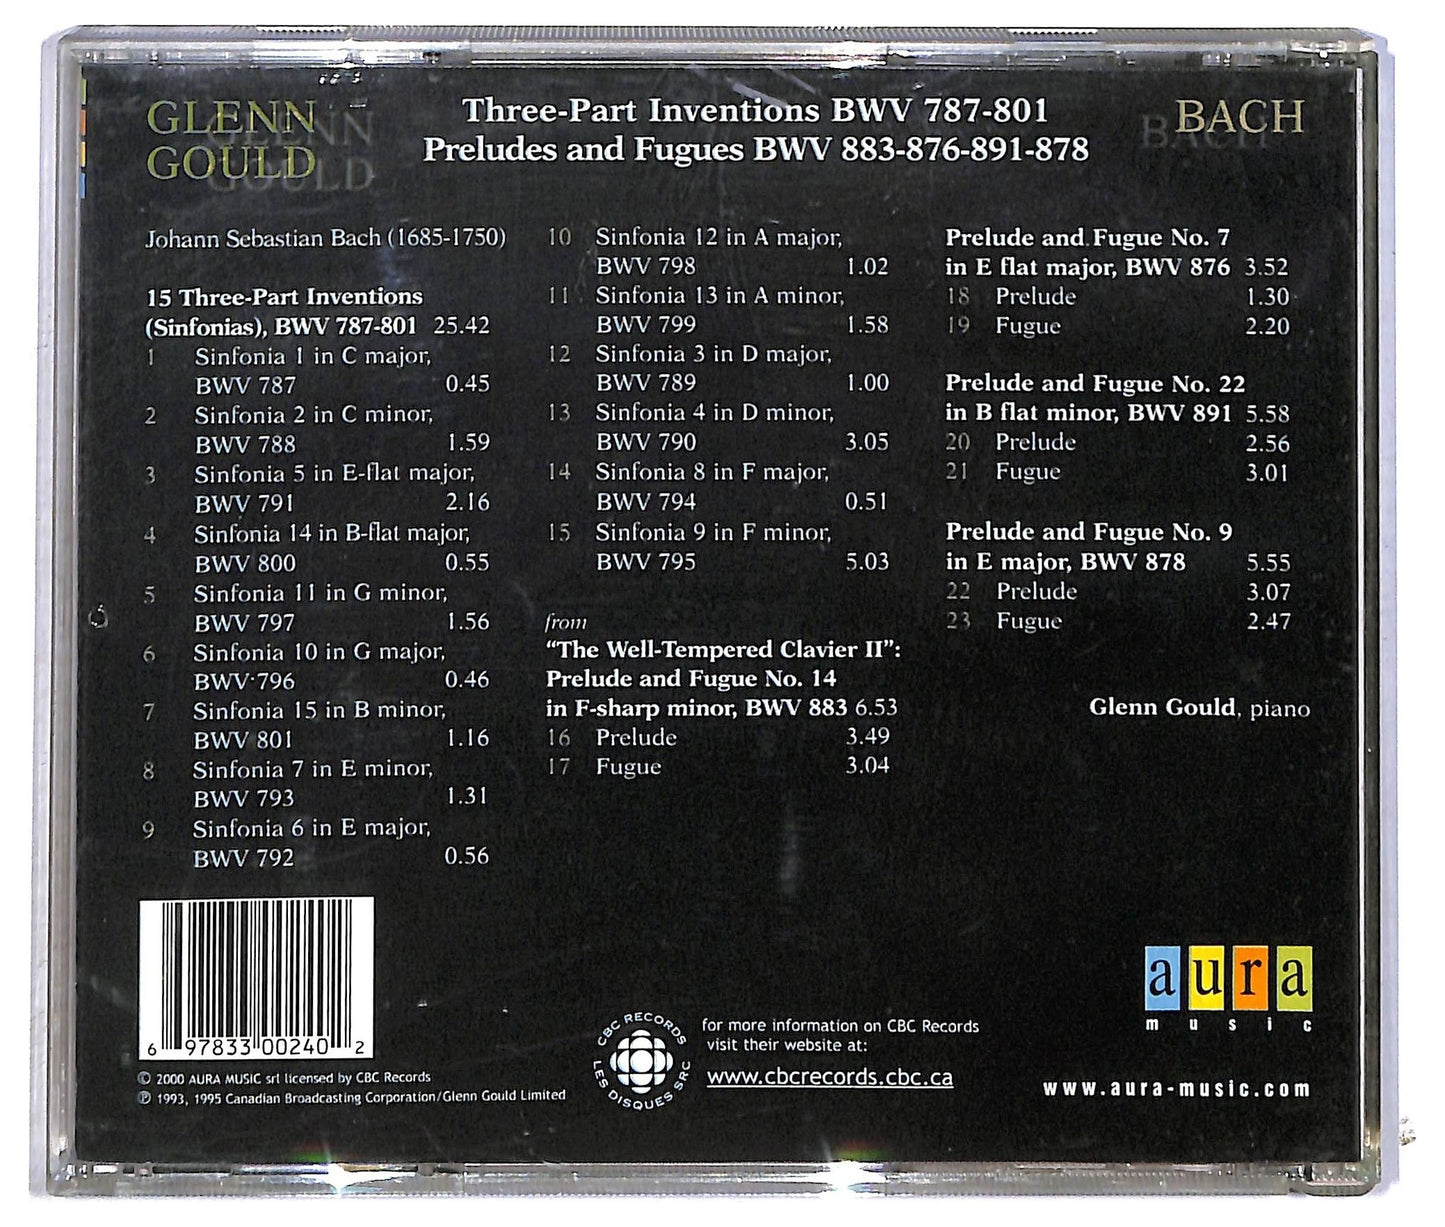 GLENN
GOULD
Three-Part Inventions BWV 787-801
Preludes and Fugues BWV 883-876-891-878
BACH
Johann Sebastian Bach (1685-1750)
15 Three-Part Inventions
(Sinfonias), BWV 787-801 25.42
1 Sinfonia 1 in C major,
BWV 787 0.45
2 Sinfonia 2 in C minor,
BWV 788 1.59
3 Sinfonia 5 in E-flat major,
BWV 791 2.16
4 Sinfonia 14 in B-flat major,
BWV 800 0.55
5 Sinfonia 11 in G minor,
BWV 797 1.56
6 Sinfonia 10 in G major,
BWV 796 0.46
7 Sinfonia 15 in B minor,
BWV 801 1.16
8 Sinfonia 7 in E minor,
BWV 793 1.31
9 Sinfonia 6 in E major,
BWV 792 0.56
10 Sinfonia 12 in A major,
BWV 798 1.02
11 Sinfonia 13 in A minor,
BWV 799 1.58
12 Sinfonia 3 in D major,
BWV 789 1.00
13 Sinfonia 4 in D minor,
BWV 790 3.05
14 Sinfonia 8 in F major,
BWV 794 0.51
15 Sinfonia 9 in F minor,
BWV 795 5.03
from
“The Well-Tempered Clavier II”:
Prelude and Fugue No. 14
in F-sharp minor, BWV 883 6.53
16 Prelude 3.49
17 Fugue 3.04
Prelude and Fugue No. 7
in E flat major, BWV 876 3.52
18 Prelude 1.30
19 Fugue 2.20
Prelude and Fugue No. 22
in B flat minor, BWV 891 5.58
20 Prelude 2.56
21 Fugue 3.01
Prelude and Fugue No. 9
in E major, BWV 878 5.55
22 Prelude 3.07
23 Fugue 2.47
Glenn Gould, piano
6 97833 00240 2
© 2000 AURA MUSIC srl licensed by CBC Records
℗ 1993, 1995 Canadian Broadcasting Corporation/Glenn Gould Limited
CBC RECORDS
LES DISQUES SRC
for more information on CBC Records
visit their website at:
www.cbcrecords.cbc.ca
aura
music
www.aura-music.com